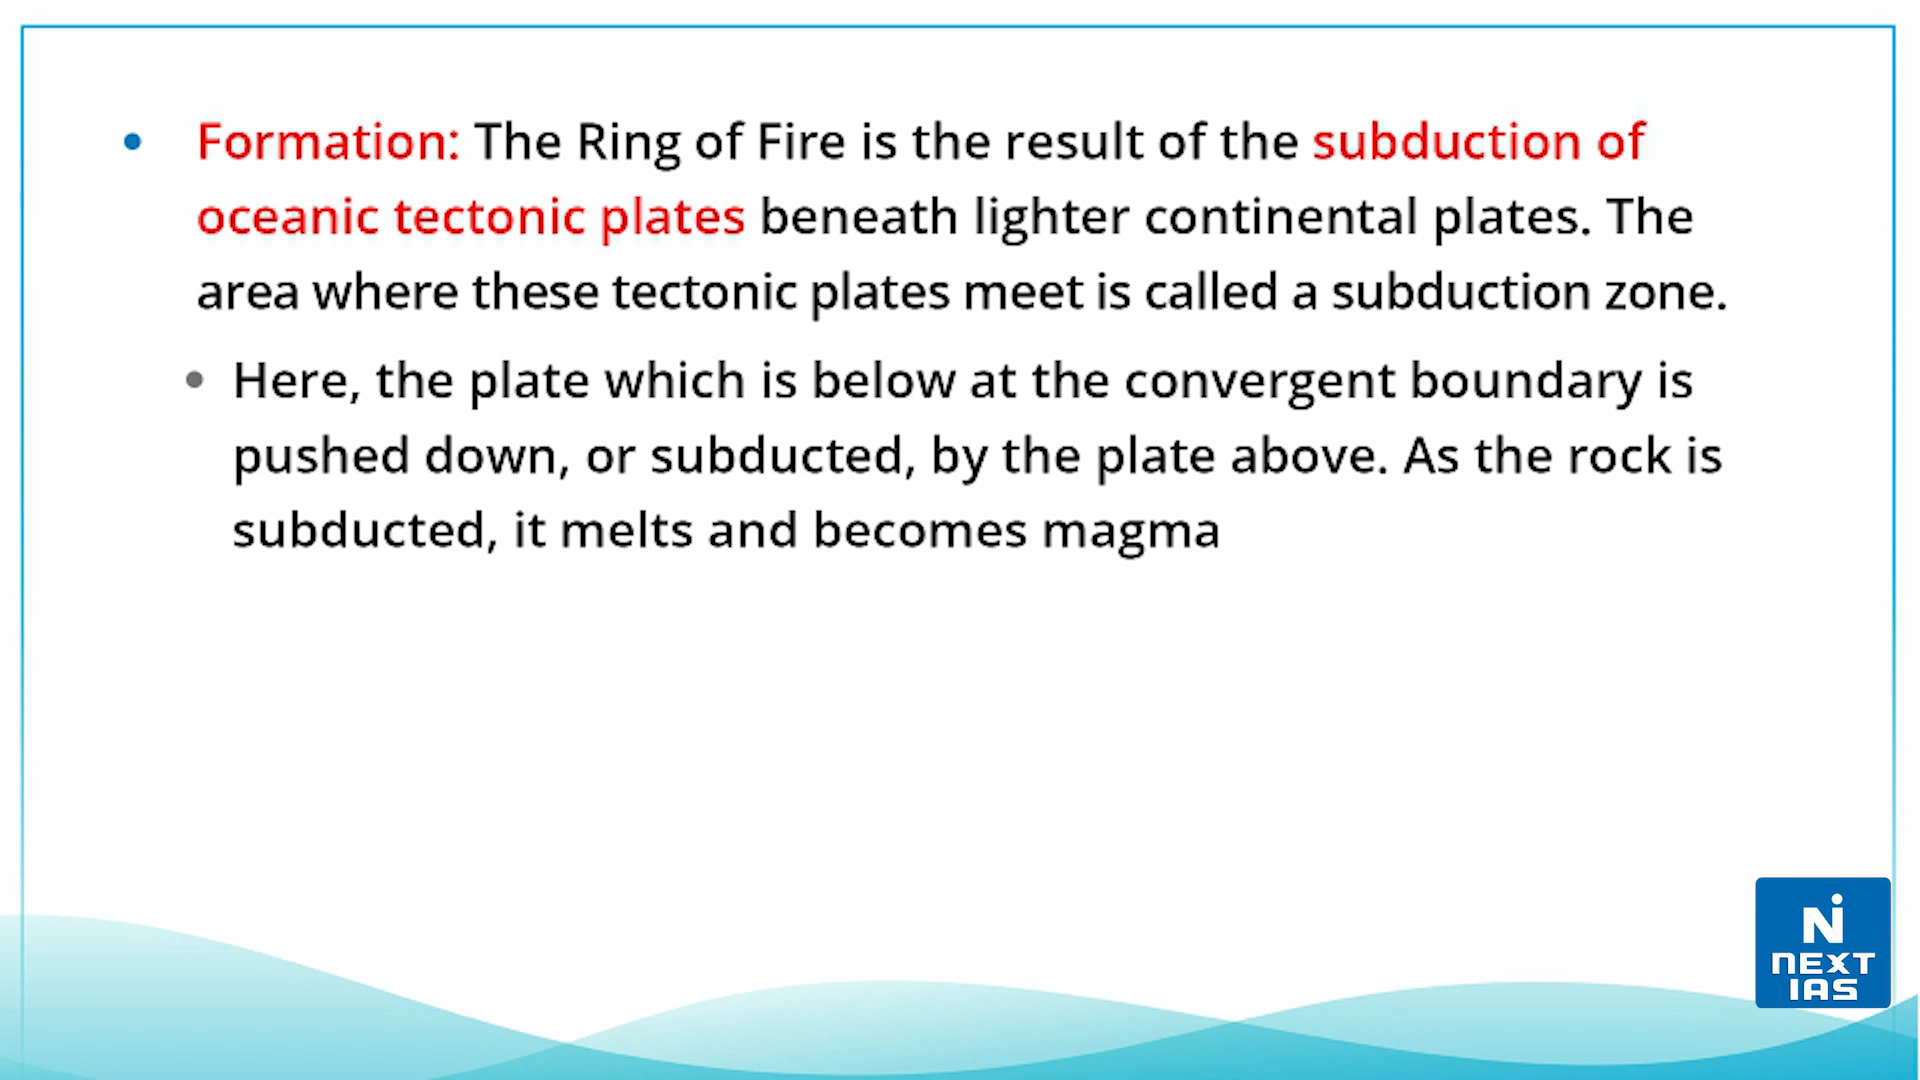 • Formation: The Ring of Fire is the result of the subduction of
oceanic tectonic plates beneath lighter continental plates. The
area where these tectonic plates meet is called a subduction zone.
• Here, the plate which is below at the convergent boundary is
pushed down, or subducted, by the plate above. As the rock is
subducted, it melts and becomes magma
N
NEXT
IAS